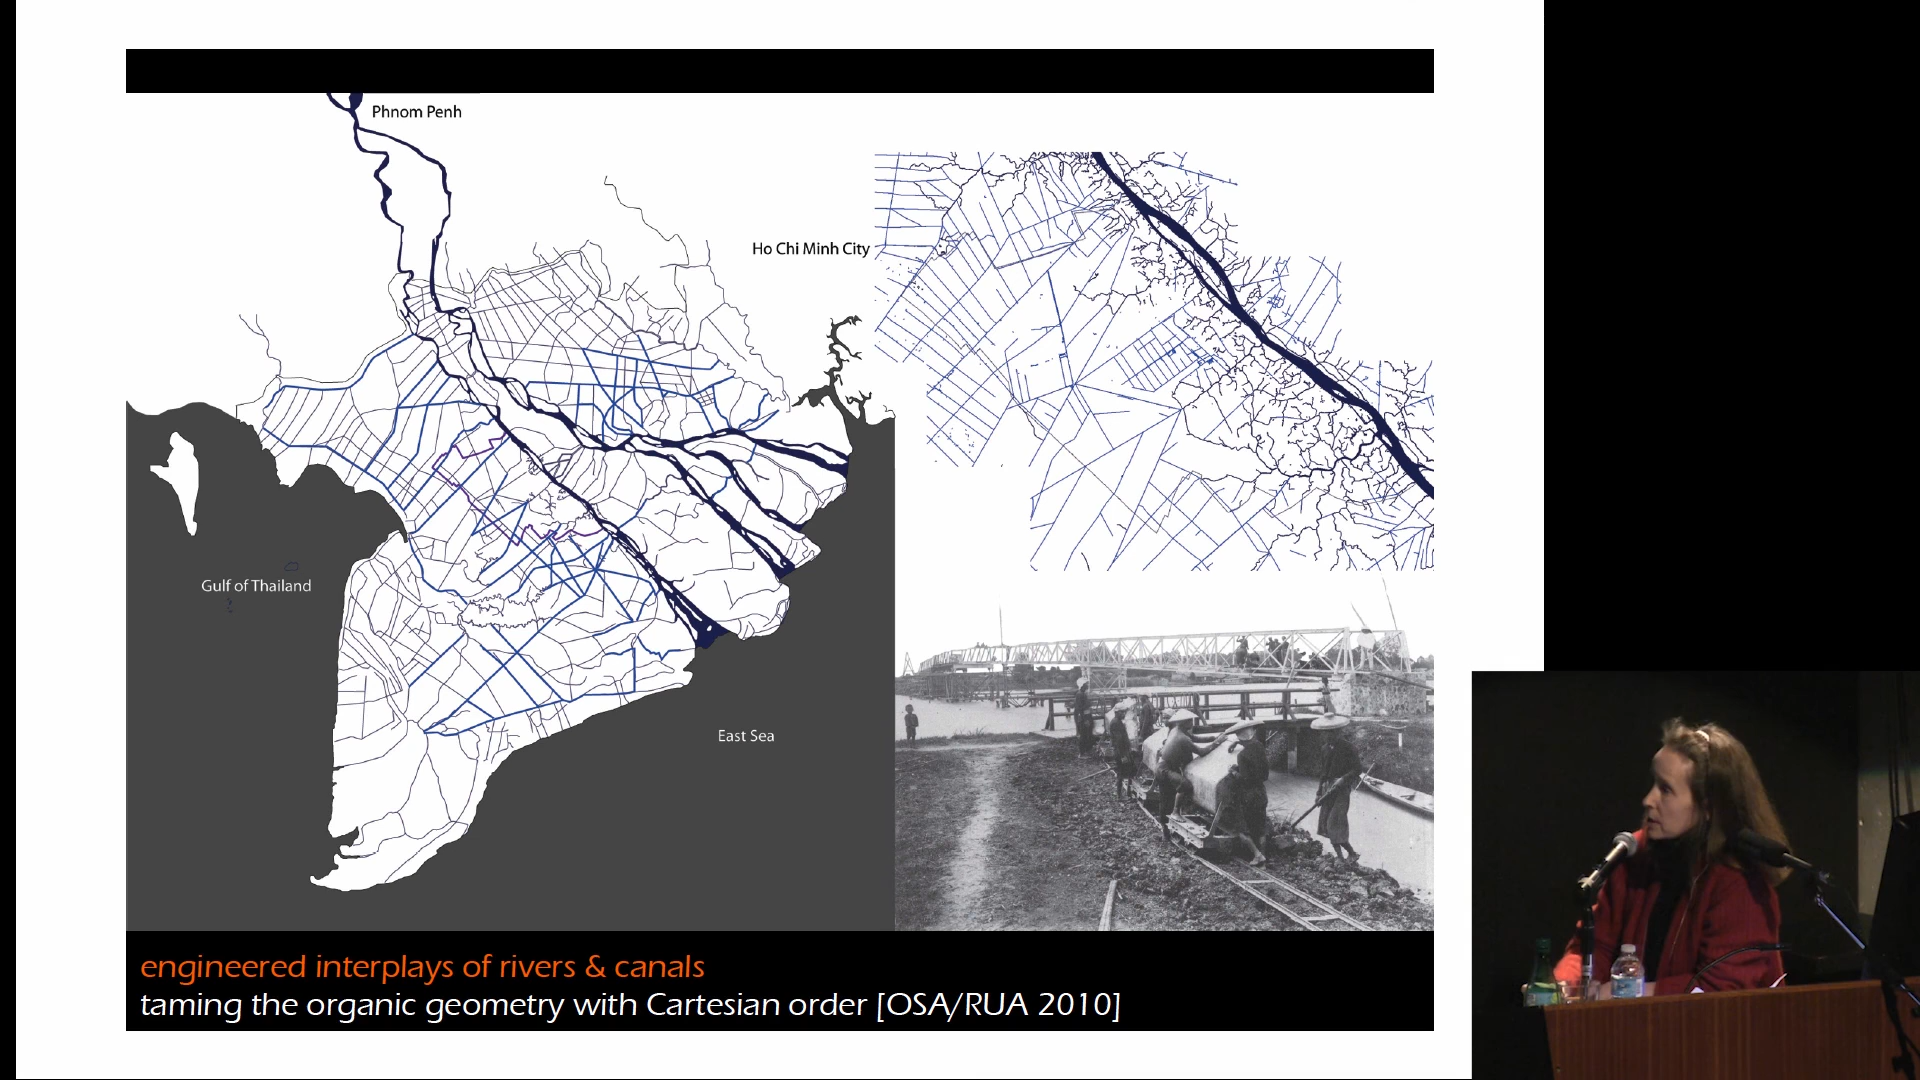 Phnom Penh
Ho Chi Minh City
Gulf of Thailand
East Sea
engineered interplays of rivers & canals
taming the organic geometry with Cartesian order [OSA/RUA 2010]